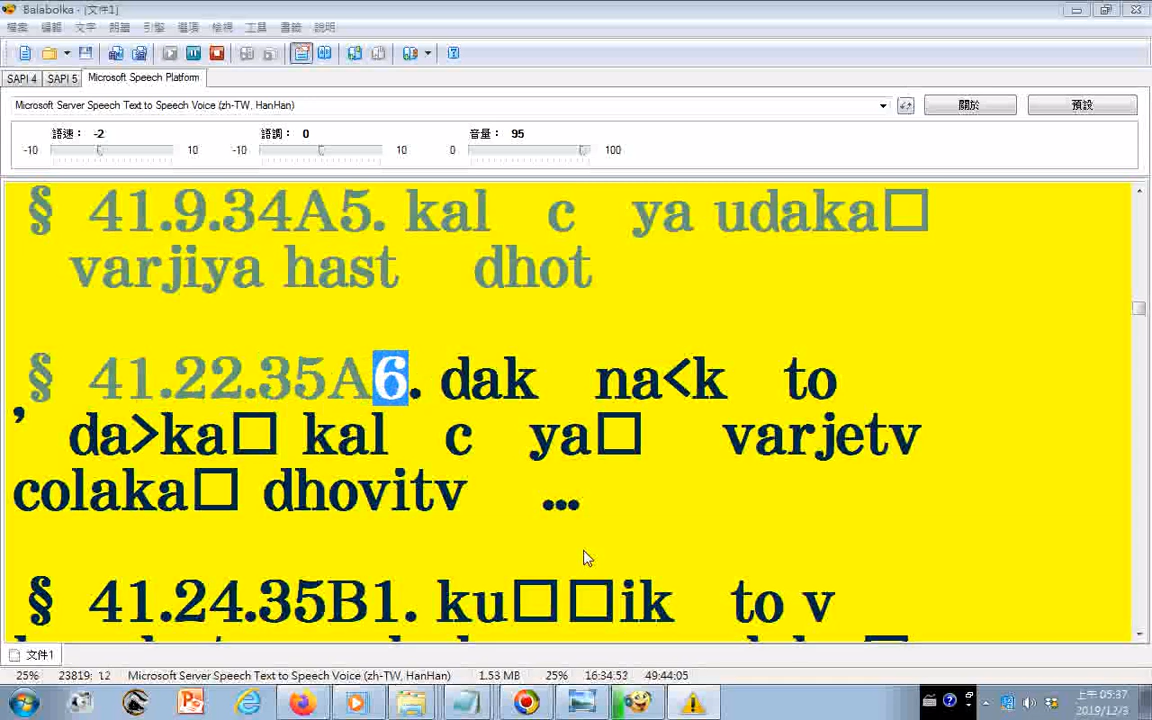 Balabolka - [文件1]
檔案 編輯 文字 朗讀 引擎 選項 檢視 工具 書籤 說明
SAPI 4 SAPI 5 Microsoft Speech Platform
Microsoft Server Speech Text to Speech Voice (zh-TW, HanHan) 關於 預設
語速： -2 語調： 0 音量： 95
-10 10 -10 10 0 100
§ 41.9.34A5. kal c ya udaka□
varjiya hast dhot
§ 41.22.35A6. dak na<k to
’ da>ka□ kal c ya□ varjetv
colaka□ dhovitv ...
§ 41.24.35B1. ku□□ik to v
文件1
25% 23819: 12 Microsoft Server Speech Text to Speech Voice (zh-TW, HanHan) 1.53 MB 25% 16:34:53 49:44:05
上午 05:37
2019/12/3